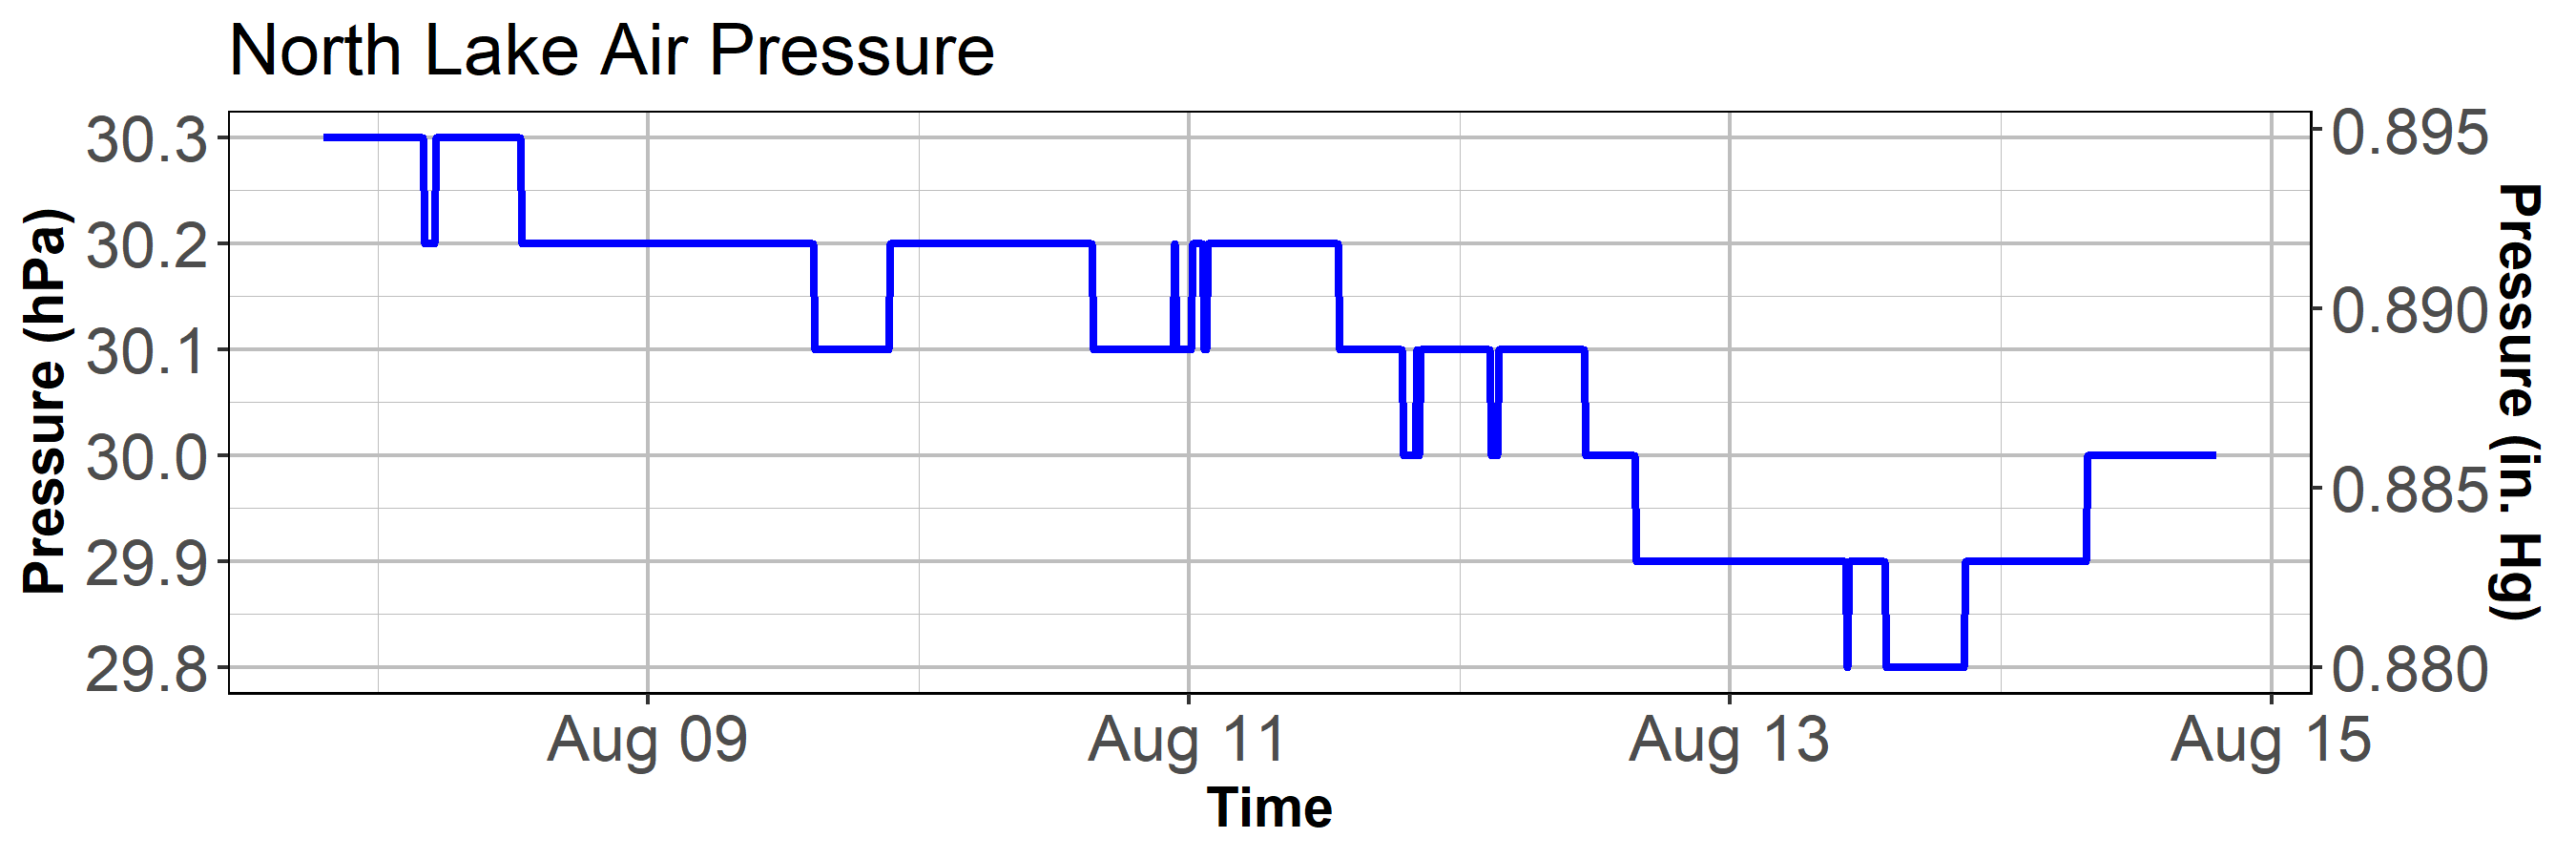 North Lake Air Pressure
Pressure (hPa)
30.3
30.2
30.1
30.0
29.9
29.8
0.895
0.890
0.885
0.880
Pressure (in. Hg)
Aug 09 Aug 11 Aug 13 Aug 15
Time